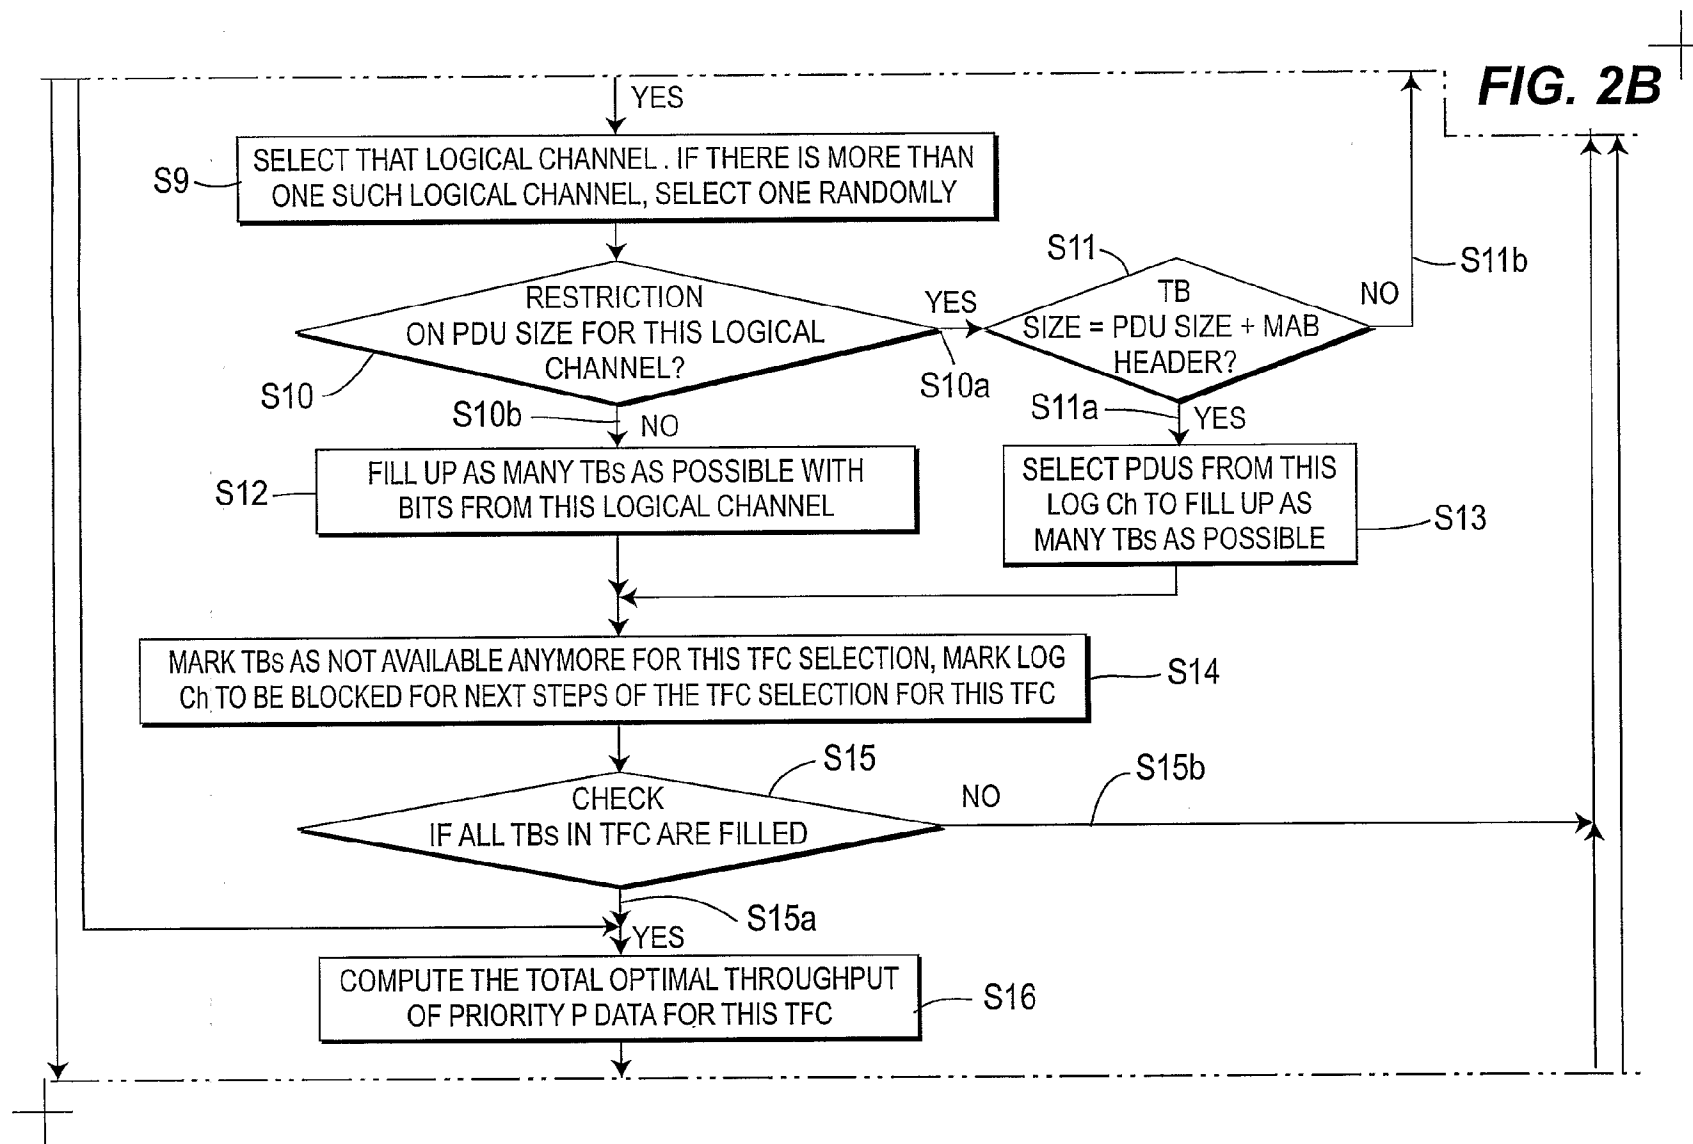 FIG. 2B
YES
S9
SELECT THAT LOGICAL CHANNEL. IF THERE IS MORE THAN
ONE SUCH LOGICAL CHANNEL, SELECT ONE RANDOMLY
S10
RESTRICTION
ON PDU SIZE FOR THIS LOGICAL
CHANNEL?
YES
S10a
S11
TB
SIZE = PDU SIZE + MAB
HEADER?
NO
S11b
S10b
NO
S11a
YES
S12
FILL UP AS MANY TBs AS POSSIBLE WITH
BITS FROM THIS LOGICAL CHANNEL
SELECT PDUS FROM THIS
LOG Ch TO FILL UP AS
MANY TBs AS POSSIBLE
S13
MARK TBs AS NOT AVAILABLE ANYMORE FOR THIS TFC SELECTION, MARK LOG
Ch TO BE BLOCKED FOR NEXT STEPS OF THE TFC SELECTION FOR THIS TFC
S14
S15
CHECK
IF ALL TBs IN TFC ARE FILLED
NO
S15b
S15a
YES
COMPUTE THE TOTAL OPTIMAL THROUGHPUT
OF PRIORITY P DATA FOR THIS TFC
S16